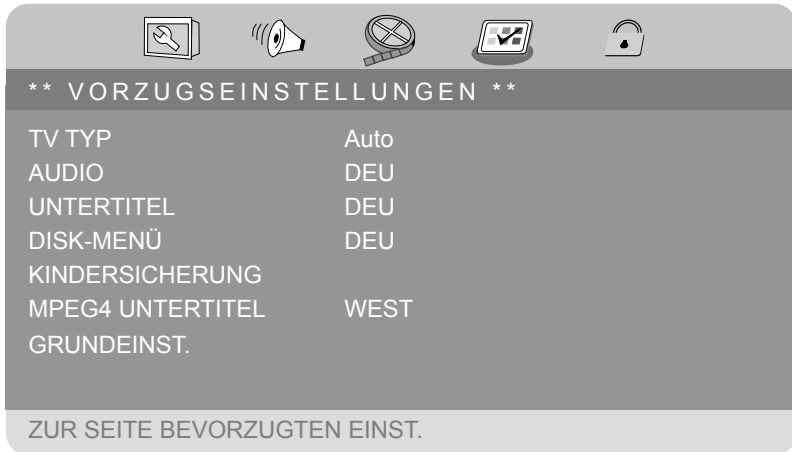 ** VORZUGSEINSTELLUNGEN **
TV TYP Auto
AUDIO DEU
UNTERTITEL DEU
DISK-MENÜ DEU
KINDERSICHERUNG
MPEG4 UNTERTITEL WEST
GRUNDEINST.
ZUR SEITE BEVORZUGTEN EINST.